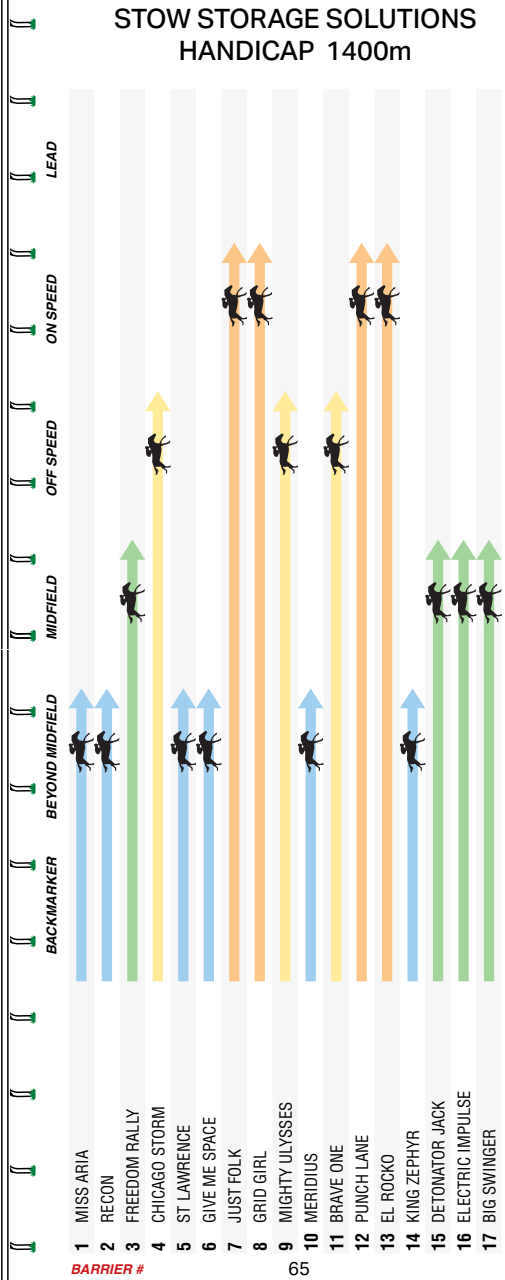 STOW STORAGE SOLUTIONS
HANDICAP 1400m
LEAD
ON SPEED
OFF SPEED
MIDFIELD
BEYOND MIDFIELD
BACKMARKER
1 MISS ARIA
2 RECON
3 FREEDOM RALLY
4 CHICAGO STORM
5 ST LAWRENCE
6 GIVE ME SPACE
7 JUST FOLK
8 GRID GIRL
9 MIGHTY ULYSSES
10 MERIDIUS
11 BRAVE ONE
12 PUNCH LANE
13 EL ROCKO
14 KING ZEPHYR
15 DETONATOR JACK
16 ELECTRIC IMPULSE
17 BIG SWINGER
BARRIER #
65